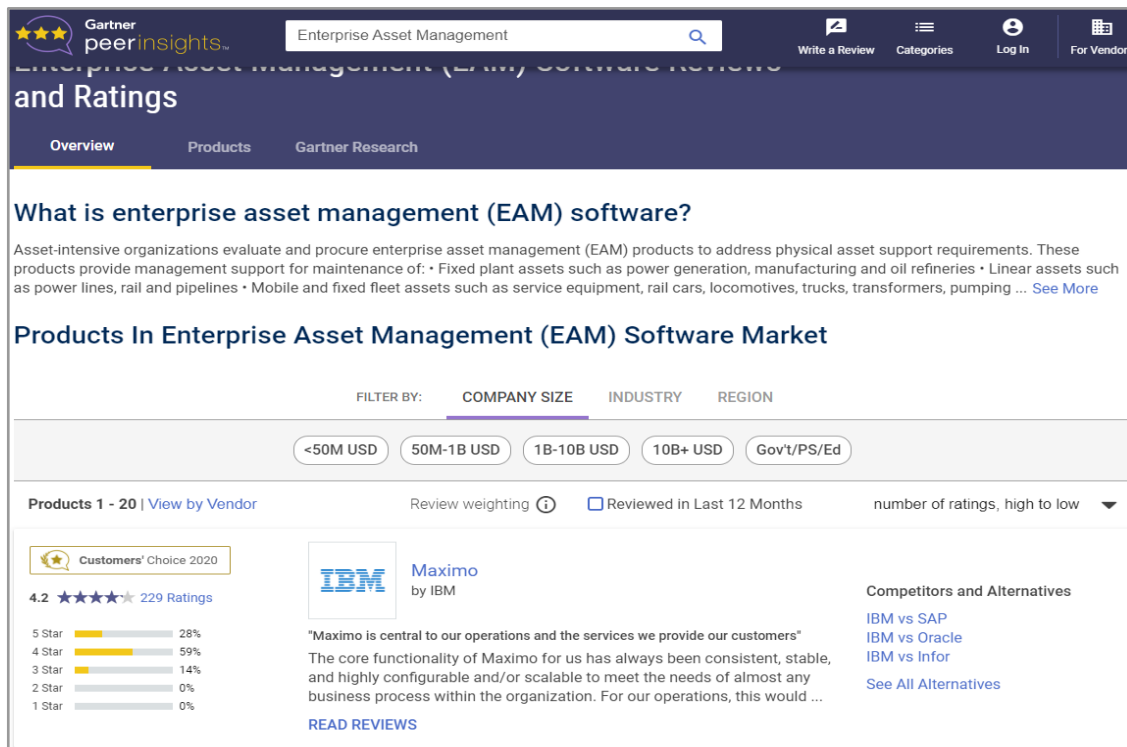 Gartner
peerinsights™
Enterprise Asset Management
Write a Review
Categories
Log In
For Vendor
Enterprise Asset Management (EAM) Software Reviews
and Ratings
Overview
Products
Gartner Research
What is enterprise asset management (EAM) software?
Asset-intensive organizations evaluate and procure enterprise asset management (EAM) products to address physical asset support requirements. These
products provide management support for maintenance of: • Fixed plant assets such as power generation, manufacturing and oil refineries • Linear assets such
as power lines, rail and pipelines • Mobile and fixed fleet assets such as service equipment, rail cars, locomotives, trucks, transformers, pumping ... See More
Products In Enterprise Asset Management (EAM) Software Market
FILTER BY: COMPANY SIZE INDUSTRY REGION
<50M USD 50M-1B USD 1B-10B USD 10B+ USD Gov't/PS/Ed
Products 1 - 20 | View by Vendor Review weighting Reviewed in Last 12 Months number of ratings, high to low
Customers' Choice 2020
4.2 229 Ratings
5 Star 28%
4 Star 59%
3 Star 14%
2 Star 0%
1 Star 0%
IBM
Maximo
by IBM
"Maximo is central to our operations and the services we provide our customers"
The core functionality of Maximo for us has always been consistent, stable,
and highly configurable and/or scalable to meet the needs of almost any
business process within the organization. For our operations, this would ...
READ REVIEWS
Competitors and Alternatives
IBM vs SAP
IBM vs Oracle
IBM vs Infor
See All Alternatives